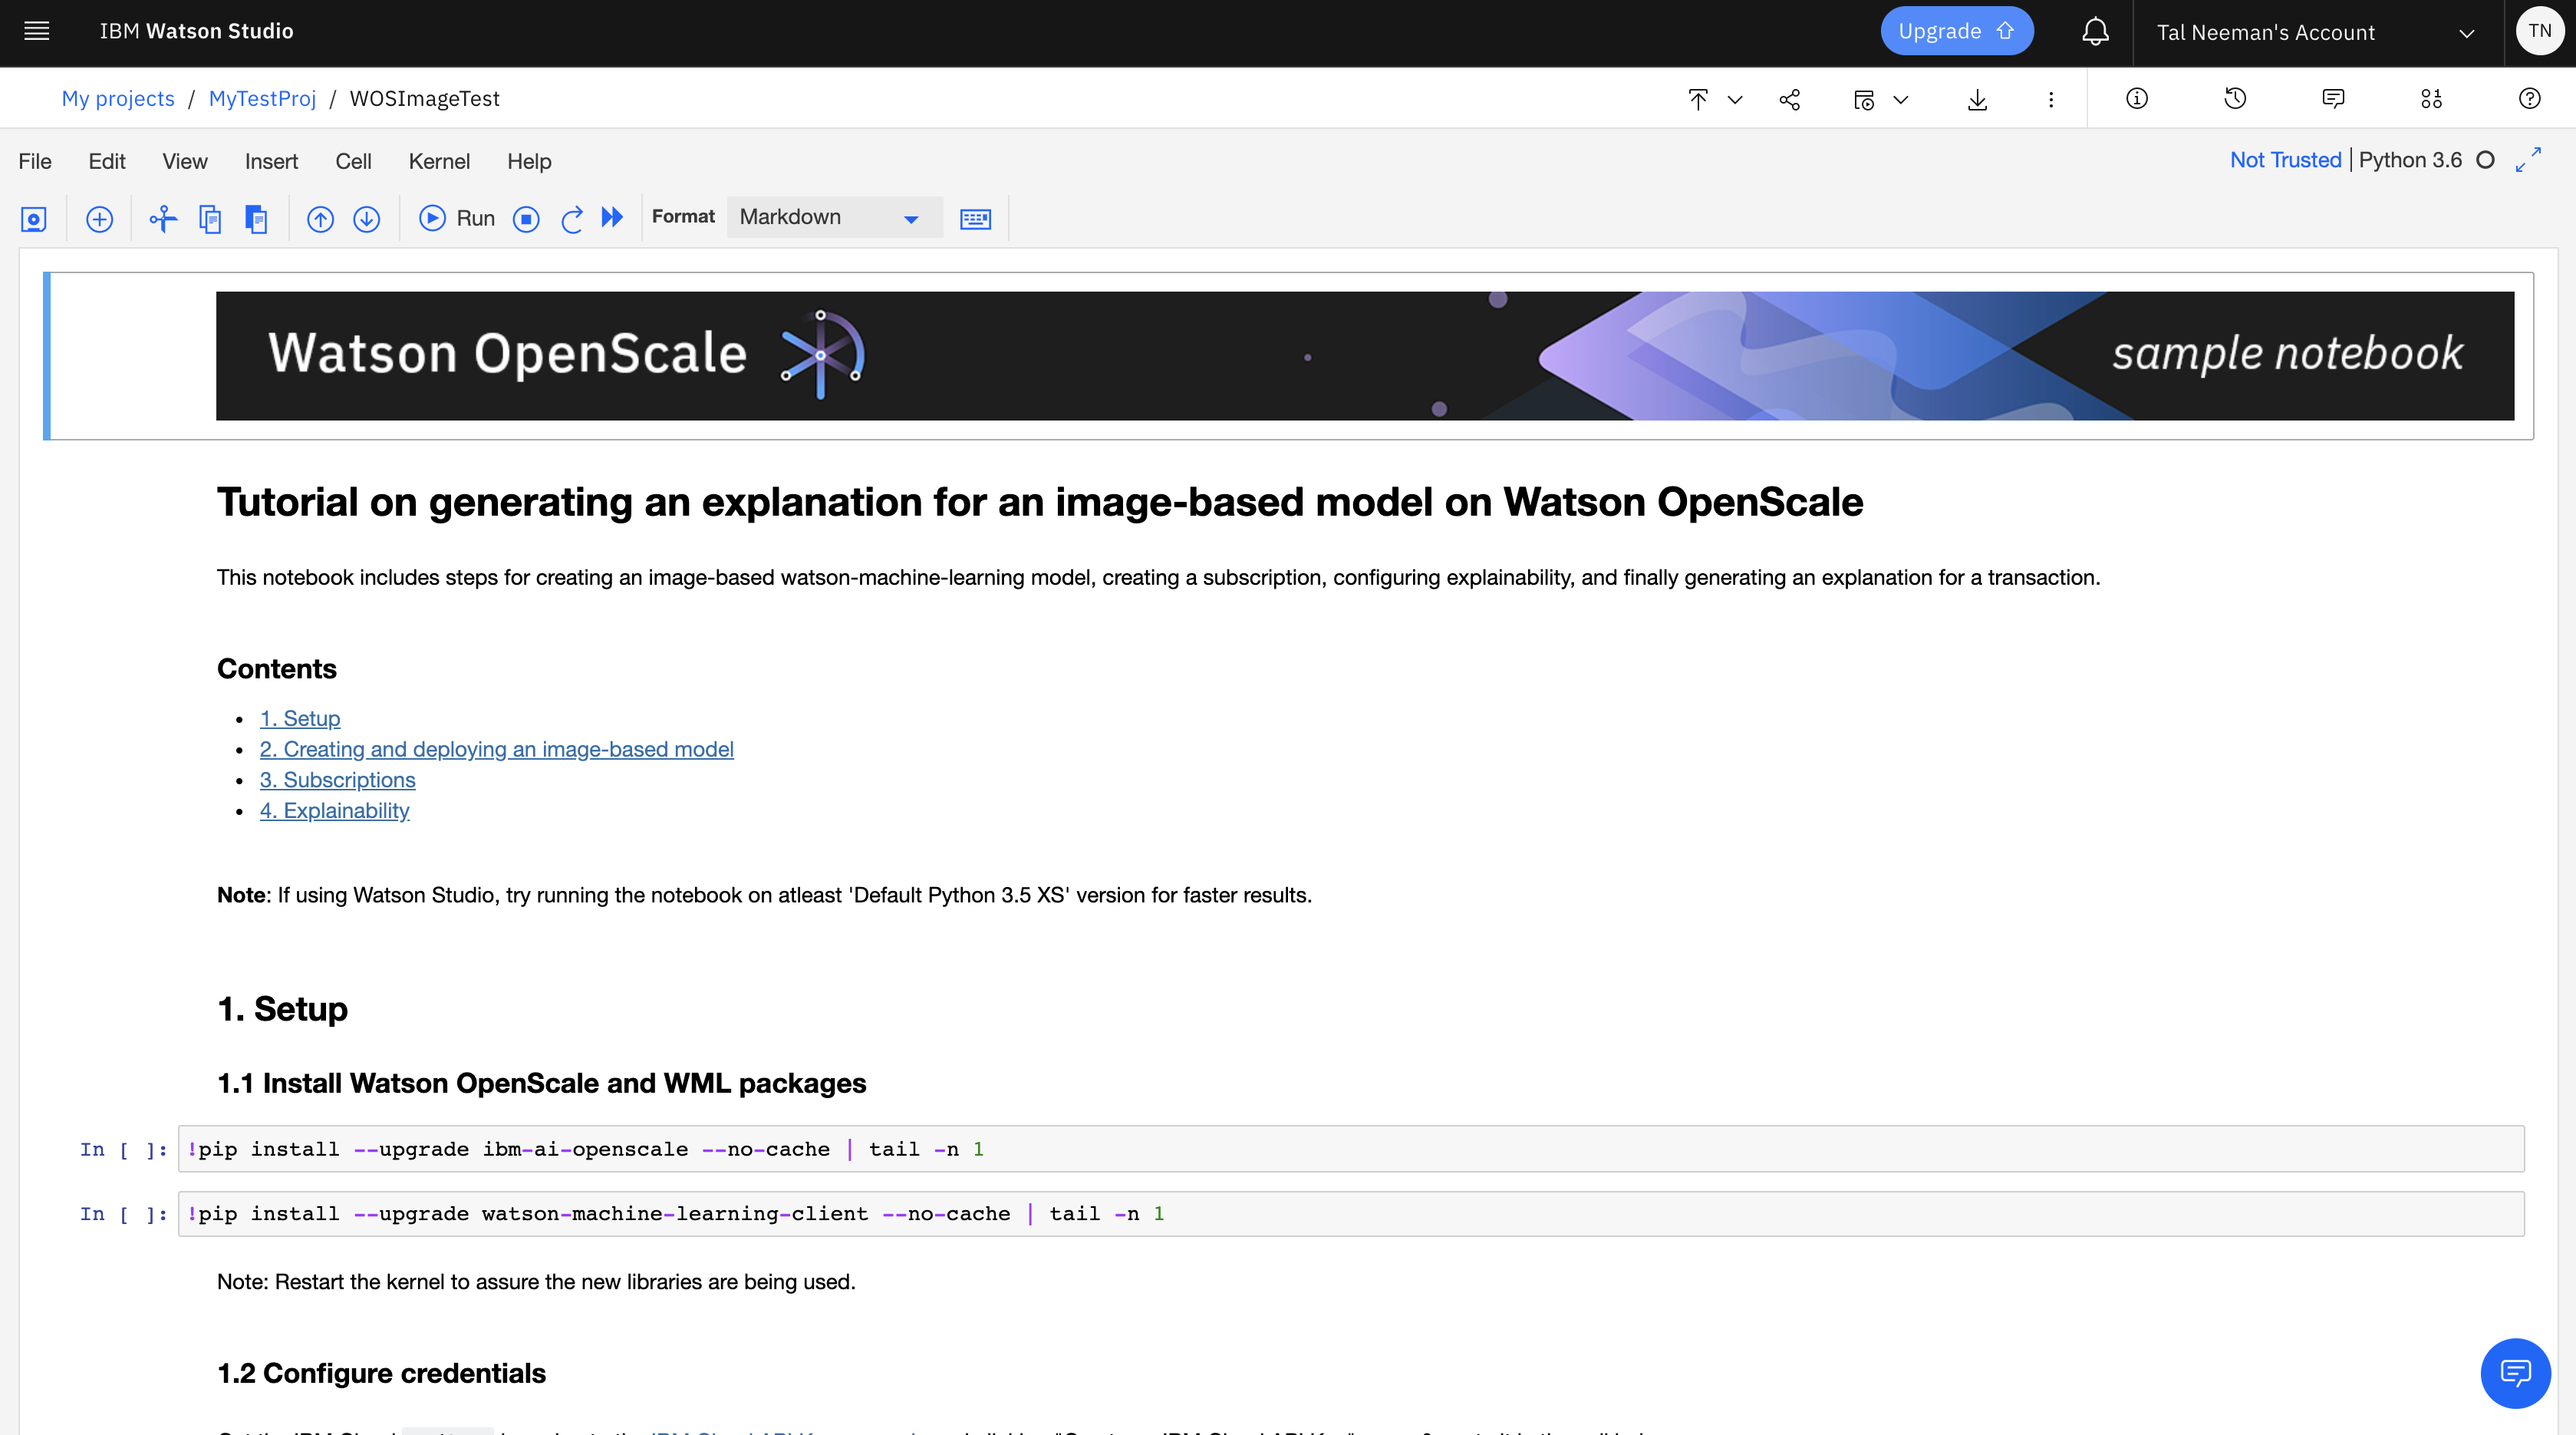 IBM Watson Studio
Upgrade
Tal Neeman's Account
TN
My projects / MyTestProj / WOSImageTest
File Edit View Insert Cell Kernel Help
Not Trusted | Python 3.6
Run
Format
Markdown
Watson OpenScale
sample notebook
Tutorial on generating an explanation for an image-based model on Watson OpenScale
This notebook includes steps for creating an image-based watson-machine-learning model, creating a subscription, configuring explainability, and finally generating an explanation for a transaction.
Contents
• 1. Setup
• 2. Creating and deploying an image-based model
• 3. Subscriptions
• 4. Explainability
Note: If using Watson Studio, try running the notebook on atleast 'Default Python 3.5 XS' version for faster results.
1. Setup
1.1 Install Watson OpenScale and WML packages
In [ ]: !pip install --upgrade ibm-ai-openscale --no-cache | tail -n 1
In [ ]: !pip install --upgrade watson-machine-learning-client --no-cache | tail -n 1
Note: Restart the kernel to assure the new libraries are being used.
1.2 Configure credentials